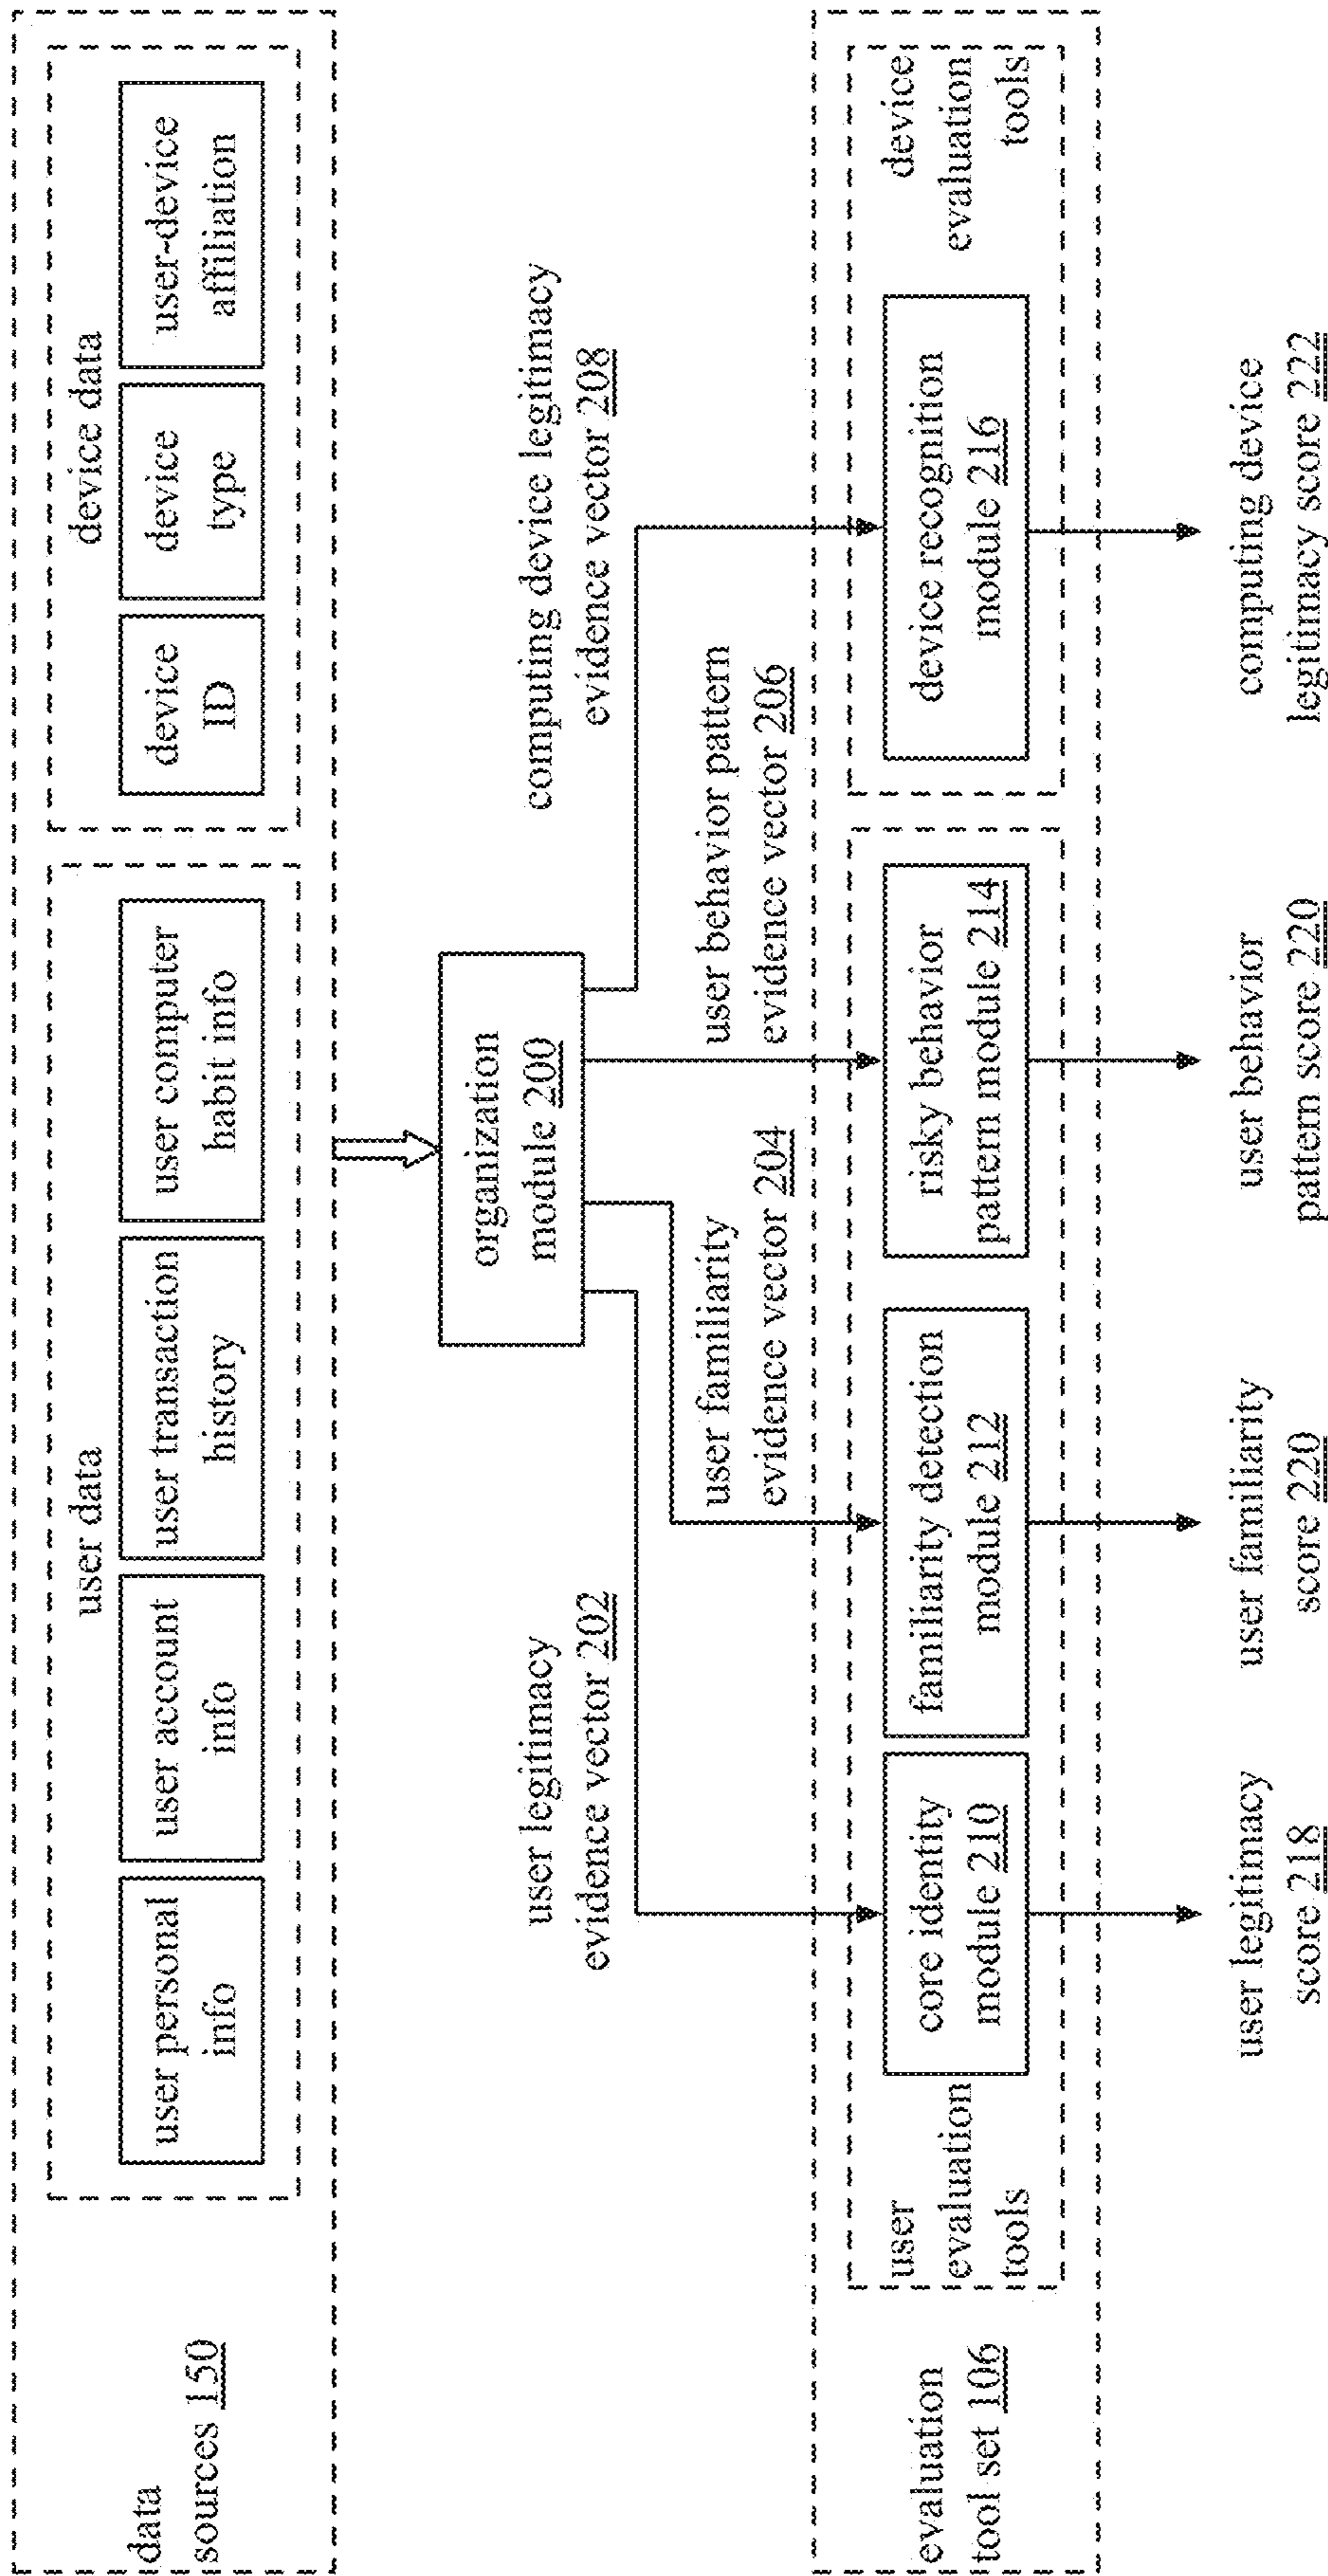 data
sources 150
user data
user personal
info
user account
info
user transaction
history
user computer
habit info
device data
device
ID
device
type
user-device
affiliation
organization
module 200
user legitimacy
evidence vector 202
user familiarity
evidence vector 204
user behavior pattern
evidence vector 206
computing device legitimacy
evidence vector 208
evaluation
tool set 106
user
evaluation
tools
core identity
module 210
familiarity detection
module 212
risky behavior
pattern module 214
device recognition
module 216
device
evaluation
tools
user legitimacy
score 218
user familiarity
score 220
user behavior
pattern score 220
computing device
legitimacy score 222